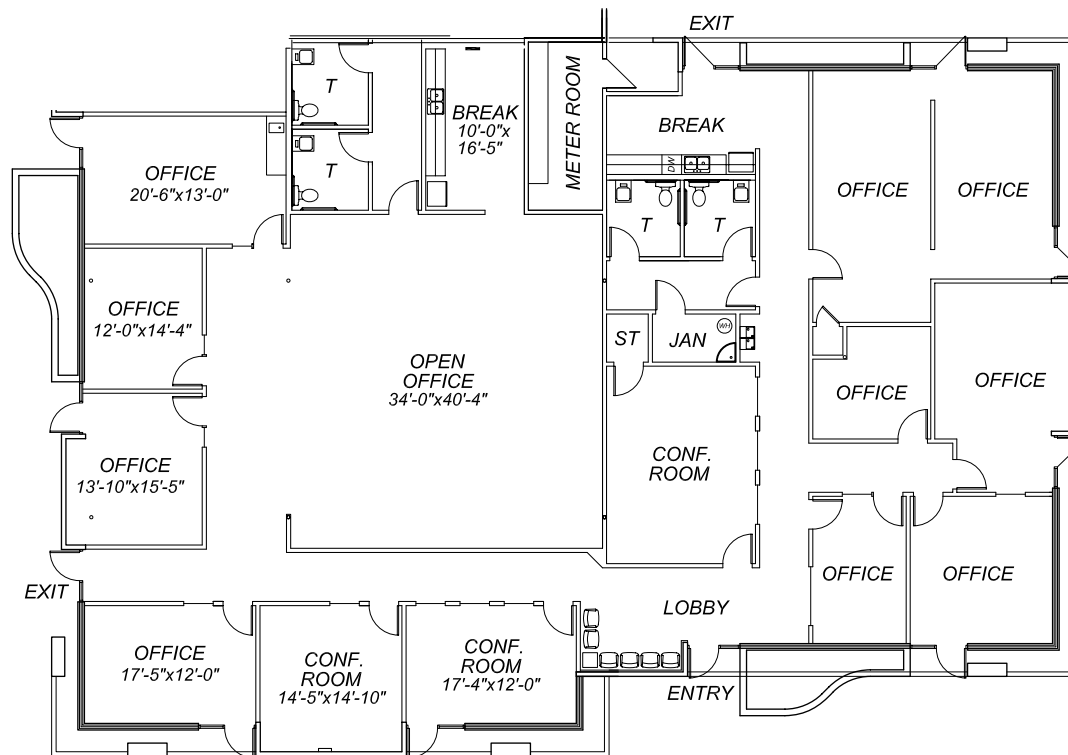 EXIT
T
BREAK
10'-0"x
16'-5"
METER ROOM
BREAK
DW
OFFICE
20'-6"x13'-0"
T
OFFICE
OFFICE
T
T
OFFICE
12'-0"x14'-4"
WH
ST
JAN
OPEN
OFFICE
34'-0"x40'-4"
OFFICE
OFFICE
CONF.
ROOM
OFFICE
13'-10"x15'-5"
OFFICE
OFFICE
EXIT
LOBBY
OFFICE
17'-5"x12'-0"
CONF.
ROOM
14'-5"x14'-10"
CONF.
ROOM
17'-4"x12'-0"
ENTRY